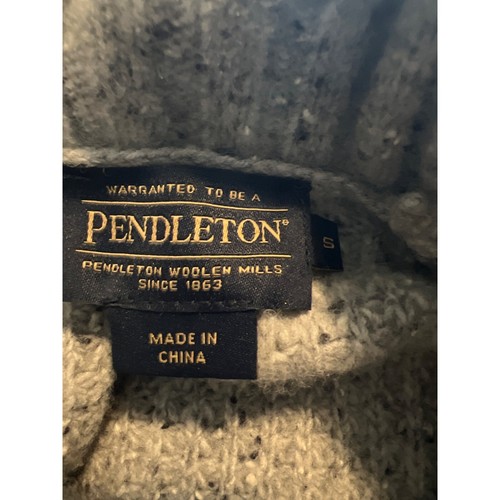 WARRANTED TO BE A
PENDLETON®
PENDLETON WOOLEN MILLS
SINCE 1863
S
MADE IN
CHINA